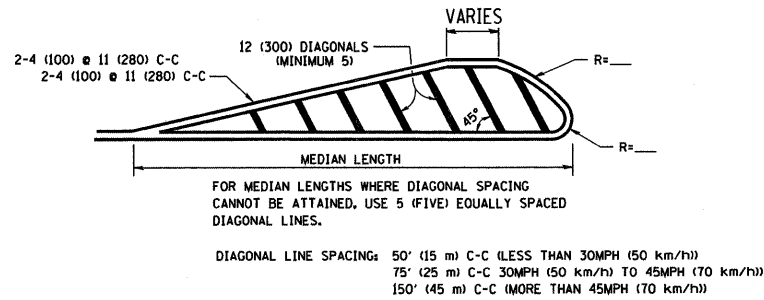 VARIES
12 (300) DIAGONALS
(MINIMUM 5)
2-4 (100) @ 11 (280) C-C
2-4 (100) @ 11 (280) C-C
R=___
45°
R=___
MEDIAN LENGTH
FOR MEDIAN LENGTHS WHERE DIAGONAL SPACING
CANNOT BE ATTAINED, USE 5 (FIVE) EQUALLY SPACED
DIAGONAL LINES.
DIAGONAL LINE SPACING: 50' (15 m) C-C (LESS THAN 30MPH (50 km/h))
75' (25 m) C-C 30MPH (50 km/h) TO 45MPH (70 km/h))
150' (45 m) C-C (MORE THAN 45MPH (70 km/h))